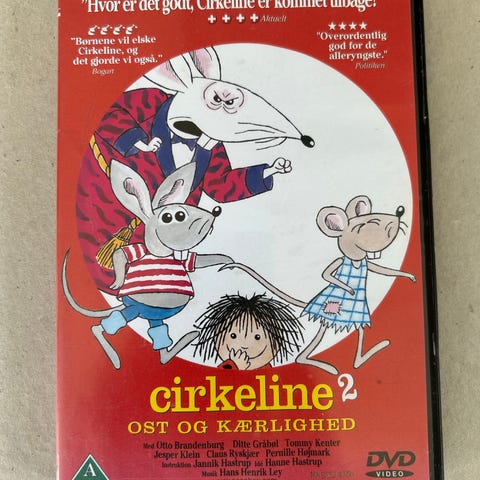 "Hvor er det godt, Cirkeline er kommet tilbage!"
Aktuelt
"Børnene vil elske
Cirkeline, og
det gjorde vi også."
Bogart
"Overordentlig
god for de
alleryngste."
Politiken
cirkeline 2
OST OG KÆRLIGHED
Med Otto Brandenburg Ditte Gråbøl Tommy Kenter
Jesper Klein Claus Ryskjær Pernille Højmark
Instruktion Jannik Hastrup Idé Hanne Hastrup
Musik Hans Henrik Ley
A
DVD
VIDEO